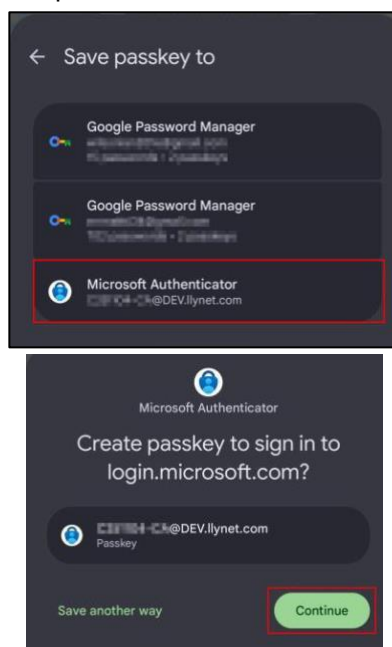 Save passkey to
Google Password Manager
Google Password Manager
Microsoft Authenticator
@DEV.llynet.com
Microsoft Authenticator
Create passkey to sign in to
login.microsoft.com?
@DEV.llynet.com
Passkey
Save another way
Continue